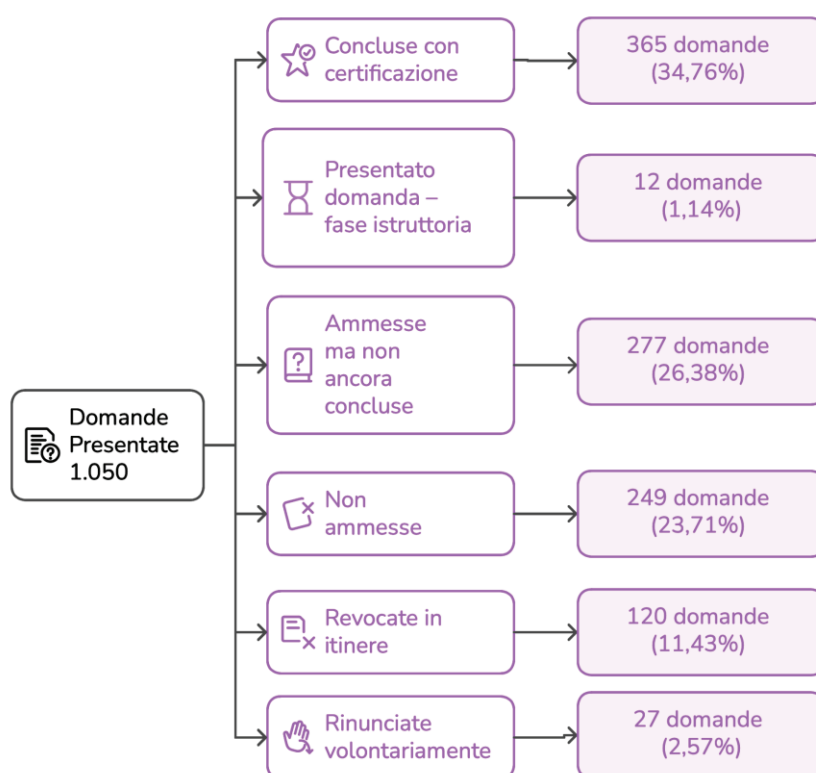 Domande
Presentate
1.050
Concluse con
certificazione
365 domande
(34,76%)
Presentato
domanda –
fase istruttoria
12 domande
(1,14%)
Ammesse
ma non
ancora
concluse
277 domande
(26,38%)
Non
ammesse
249 domande
(23,71%)
Revocate in
itinere
120 domande
(11,43%)
Rinunciate
volontariamente
27 domande
(2,57%)